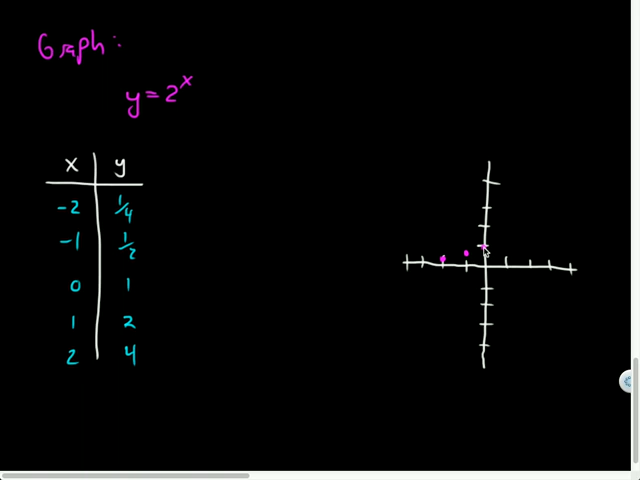 Graph:
y = 2^x
x y
-2 1/4
-1 1/2
0 1
1 2
2 4